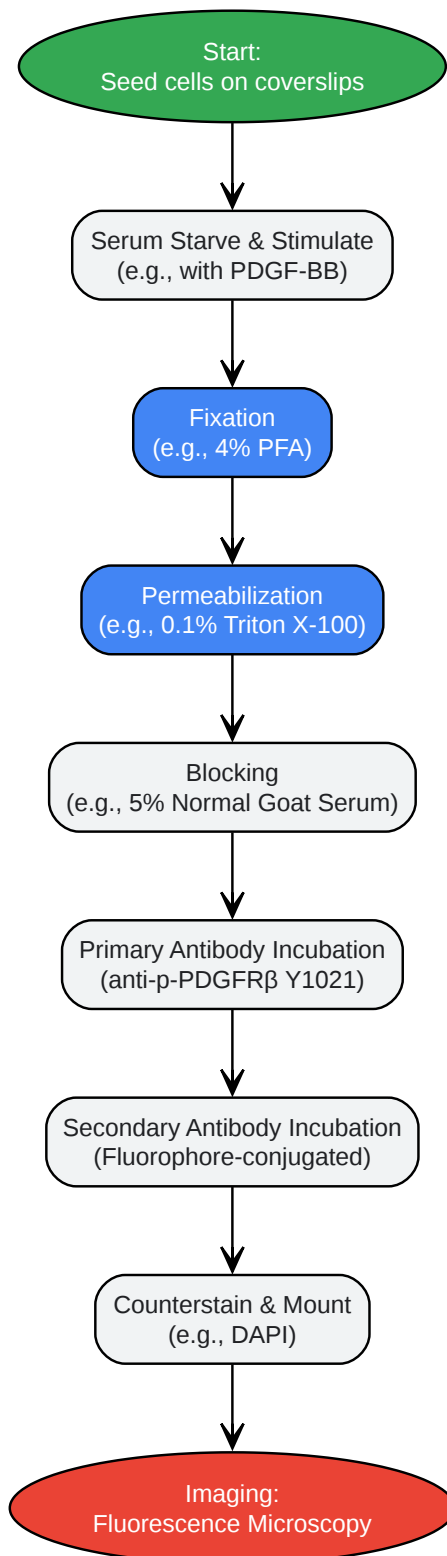 Start:
Seed cells on coverslips
Serum Starve & Stimulate
(e.g., with PDGF-BB)
Fixation
(e.g., 4% PFA)
Permeabilization
(e.g., 0.1% Triton X-100)
Blocking
(e.g., 5% Normal Goat Serum)
Primary Antibody Incubation
(anti-p-PDGFRβ Y1021)
Secondary Antibody Incubation
(Fluorophore-conjugated)
Counterstain & Mount
(e.g., DAPI)
Imaging:
Fluorescence Microscopy